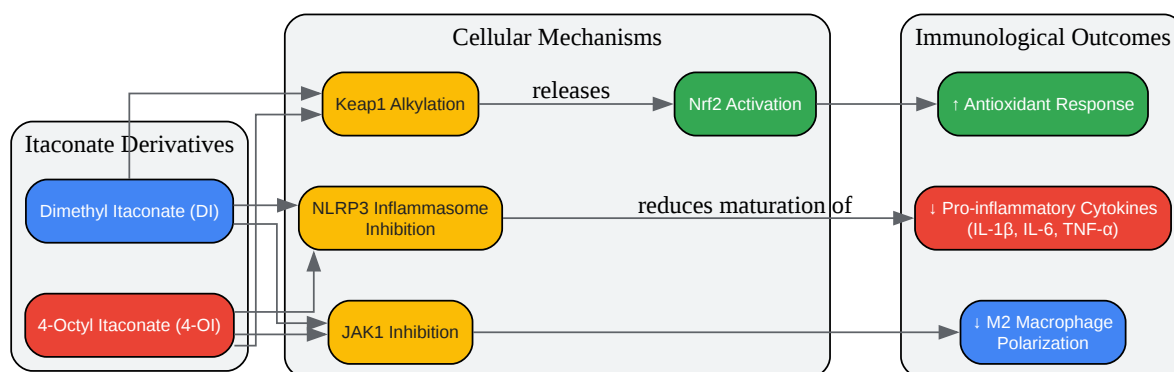 Cellular Mechanisms
Immunological Outcomes
Itaconate Derivatives
Keap1 Alkylation
releases
Nrf2 Activation
↑ Antioxidant Response
Dimethyl Itaconate (DI)
NLRP3 Inflammasome
Inhibition
reduces maturation of
↓ Pro-inflammatory Cytokines
(IL-1β, IL-6, TNF-α)
4-Octyl Itaconate (4-OI)
JAK1 Inhibition
↓ M2 Macrophage
Polarization